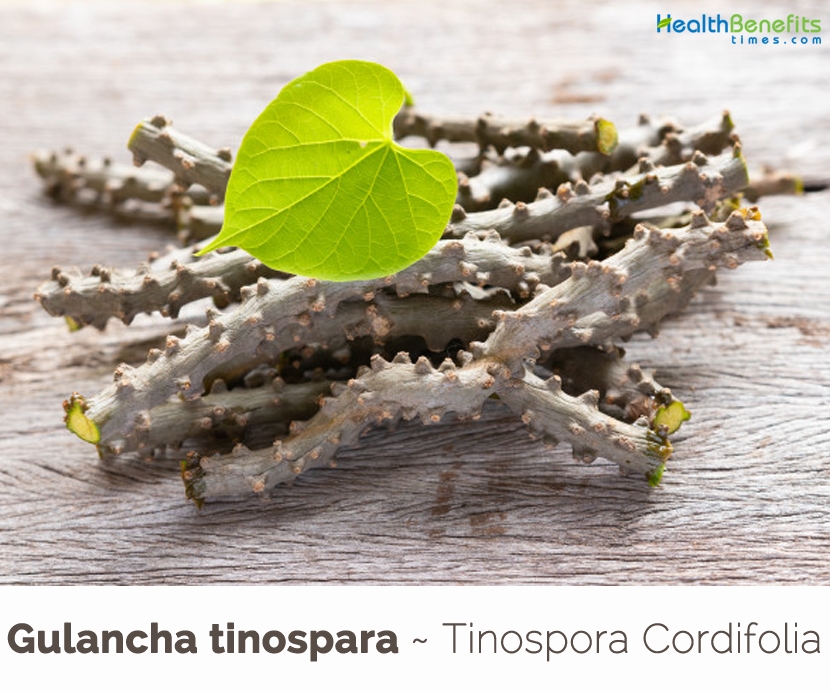 HealthBenefits
times.com
Gulancha tinospara ~ Tinospora Cordifolia